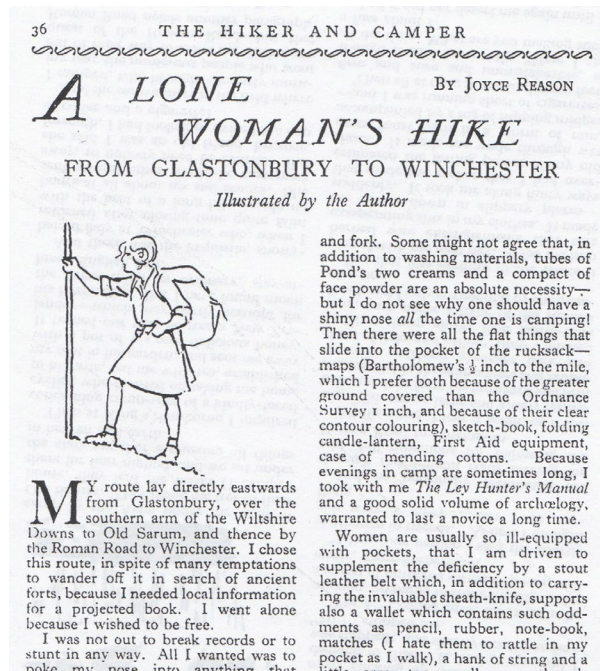 36
THE HIKER AND CAMPER
A LONE
WOMAN'S HIKE
By Joyce Reason
FROM GLASTONBURY TO WINCHESTER
Illustrated by the Author
MY route lay directly eastwards
from Glastonbury, over the
southern arm of the Wiltshire
Downs to Old Sarum, and thence by
the Roman Road to Winchester. I chose
this route, in spite of many temptations
to wander off it in search of ancient
forts, because I needed local information
for a projected book. I went alone
because I wished to be free.
I was not out to break records or to
stunt in any way. All I wanted was to
poke my nose into anything that
and fork. Some might not agree that, in
addition to washing materials, tubes of
Pond's two creams and a compact of
face powder are an absolute necessity—
but I do not see why one should have a
shiny nose all the time one is camping!
Then there were all the flat things that
slide into the pocket of the rucksack—
maps (Bartholomew's ½ inch to the mile,
which I prefer both because of the greater
ground covered than the Ordnance
Survey 1 inch, and because of their clear
contour colouring), sketch-book, folding
candle-lantern, First Aid equipment,
case of mending cottons. Because
evenings in camp are sometimes long, I
took with me The Ley Hunter's Manual
and a good solid volume of archælogy,
warranted to last a novice a long time.
Women are usually so ill-equipped
with pockets, that I am driven to
supplement the deficiency by a stout
leather belt which, in addition to carry-
ing the invaluable sheath-knife, supports
also a wallet which contains such odd-
ments as pencil, rubber, note-book,
matches (I hate them to rattle in my
pocket as I walk), a hank of string and a